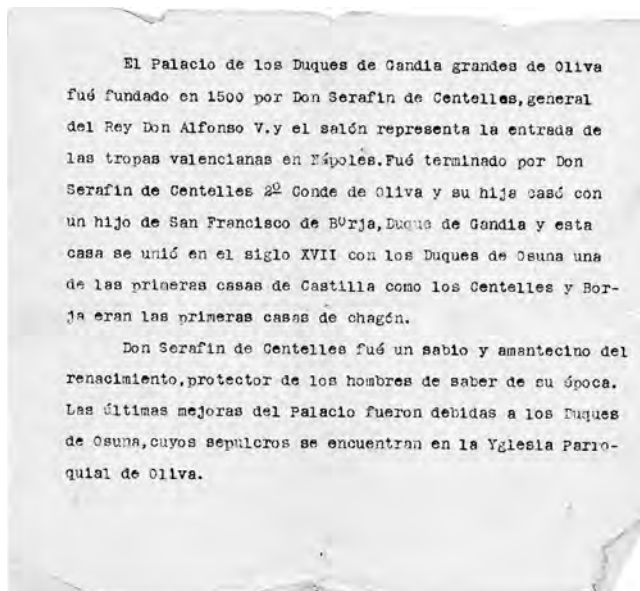 El Palacio de los Duques de Gandia grandes de Oliva
fué fundado en 1500 por Don Serafin de Centelles,general
del Rey Don Alfonso V.y el salón representa la entrada de
las tropas valencianas en Nápoles.Fué terminado por Don
Serafin de Centelles 2º Conde de Oliva y su hija casó con
un hijo de San Francisco de Borja,Duque de Gandia y esta
casa se unió en el siglo XVII con los Duques de Osuna una
de las primeras casas de Castilla como los Centelles y Bor-
ja eran las primeras casas de chagón.
Don Serafin de Centelles fué un sabio y amantecino del
renacimiento,protector de los hombres de saber de su época.
Las últimas mejoras del Palacio fueron debidas a los Duques
de Osuna,cuyos sepulcros se encuentran en la Yglesia Parro-
quial de Oliva.